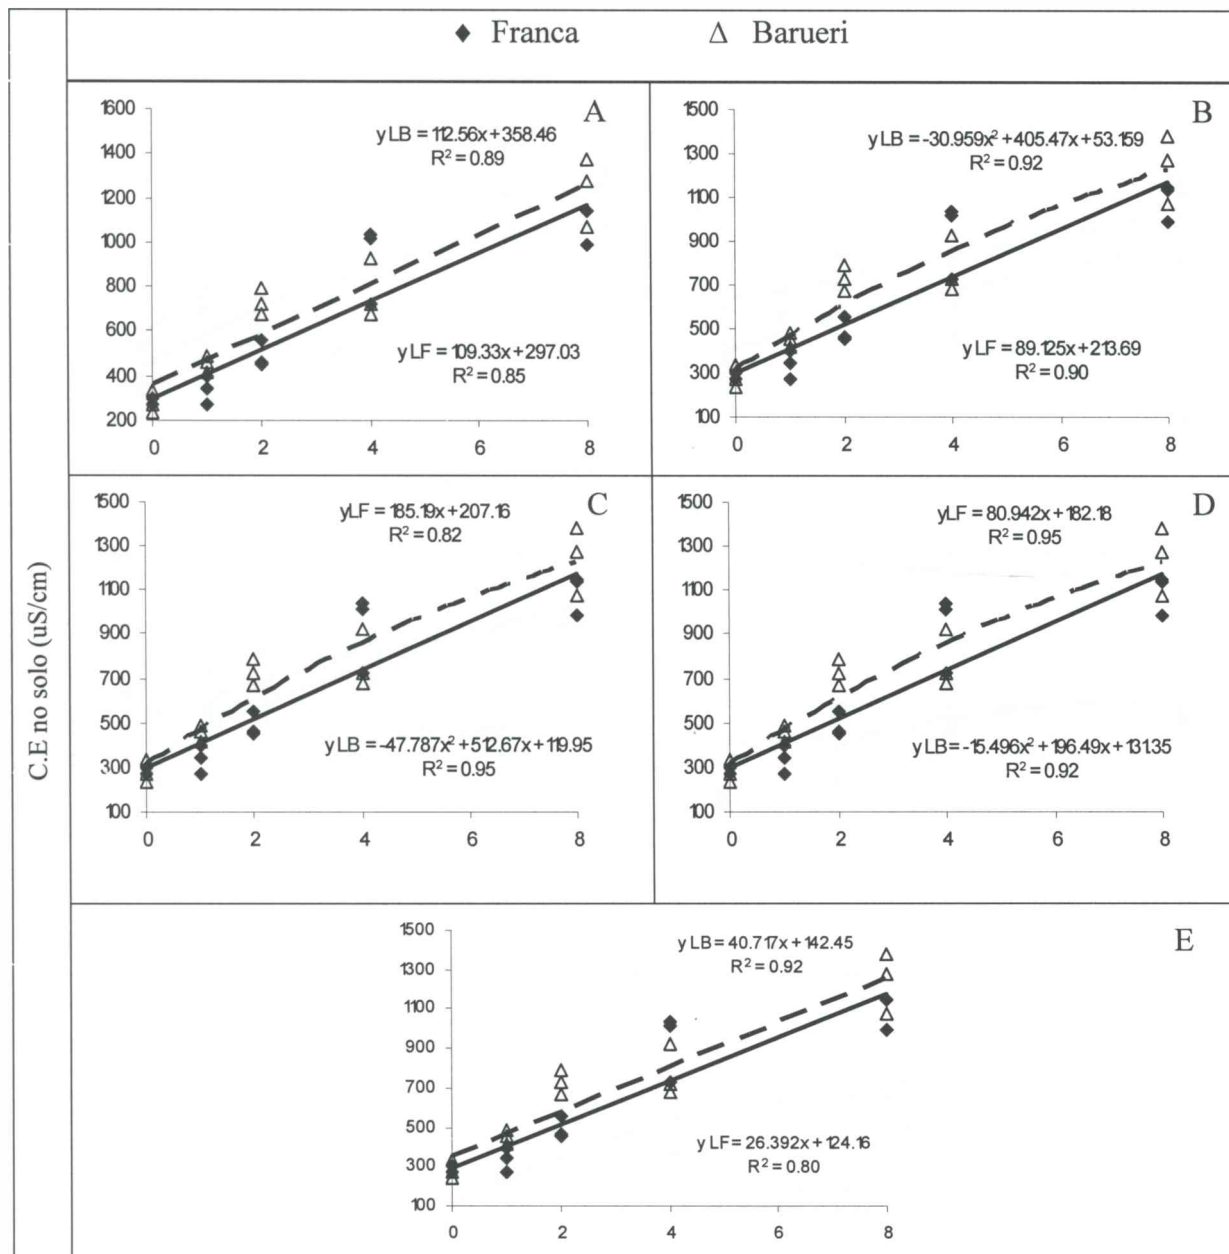 ◆ Franca Δ Barueri
C.E no solo (uS/cm)
A
1600
1400
1200
1000
800
600
400
200
0 2 4 6 8
y LB = 112.56x + 358.46
R² = 0.89
y LF = 109.33x + 297.03
R² = 0.85
B
1500
1300
1100
900
700
500
300
100
0 2 4 6 8
y LB = -30.959x² + 405.47x + 53.159
R² = 0.92
y LF = 89.125x + 213.69
R² = 0.90
C
1500
1300
1100
900
700
500
300
100
0 2 4 6 8
yLF = 185.19x + 207.16
R² = 0.82
y LB = -47.787x² + 512.67x + 119.95
R² = 0.95
D
1500
1300
1100
900
700
500
300
100
0 2 4 6 8
yLF = 80.942x + 182.18
R² = 0.95
y LB = -15.496x² + 196.49x + 131.35
R² = 0.92
E
1500
1300
1100
900
700
500
300
100
0 2 4 6 8
y LB = 40.717x + 142.45
R² = 0.92
y LF = 26.392x + 124.16
R² = 0.80